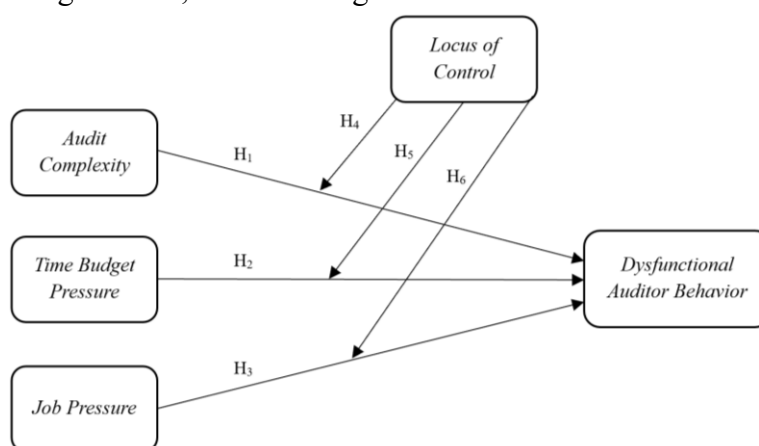 Locus of
Control
H₄
Audit
Complexity
H₁
H₅
H₆
Time Budget
Pressure
H₂
Dysfunctional
Auditor Behavior
H₃
Job Pressure